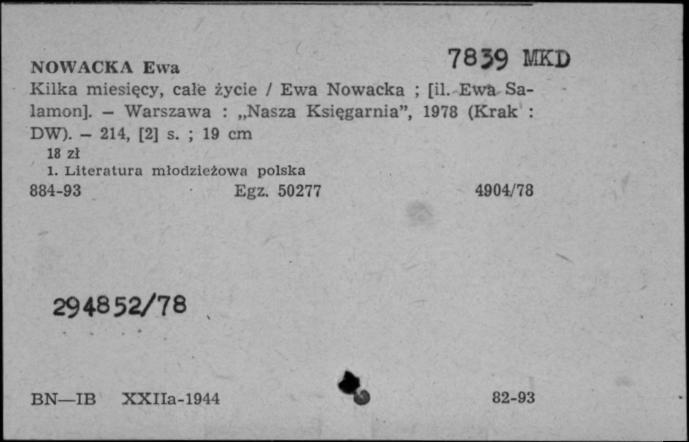 7839 MKD
NOWACKA Ewa
Kilka miesięcy, całe życie / Ewa Nowacka ; [il. Ewa Sa-
lamon]. — Warszawa : „Nasza Księgarnia”, 1978 (Krak :
DW). — 214, [2] s. ; 19 cm
18 zł
1. Literatura młodzieżowa polska
884-93 Egz. 50277 4904/78
294852/78
BN—IB XXIIa-1944 82-93